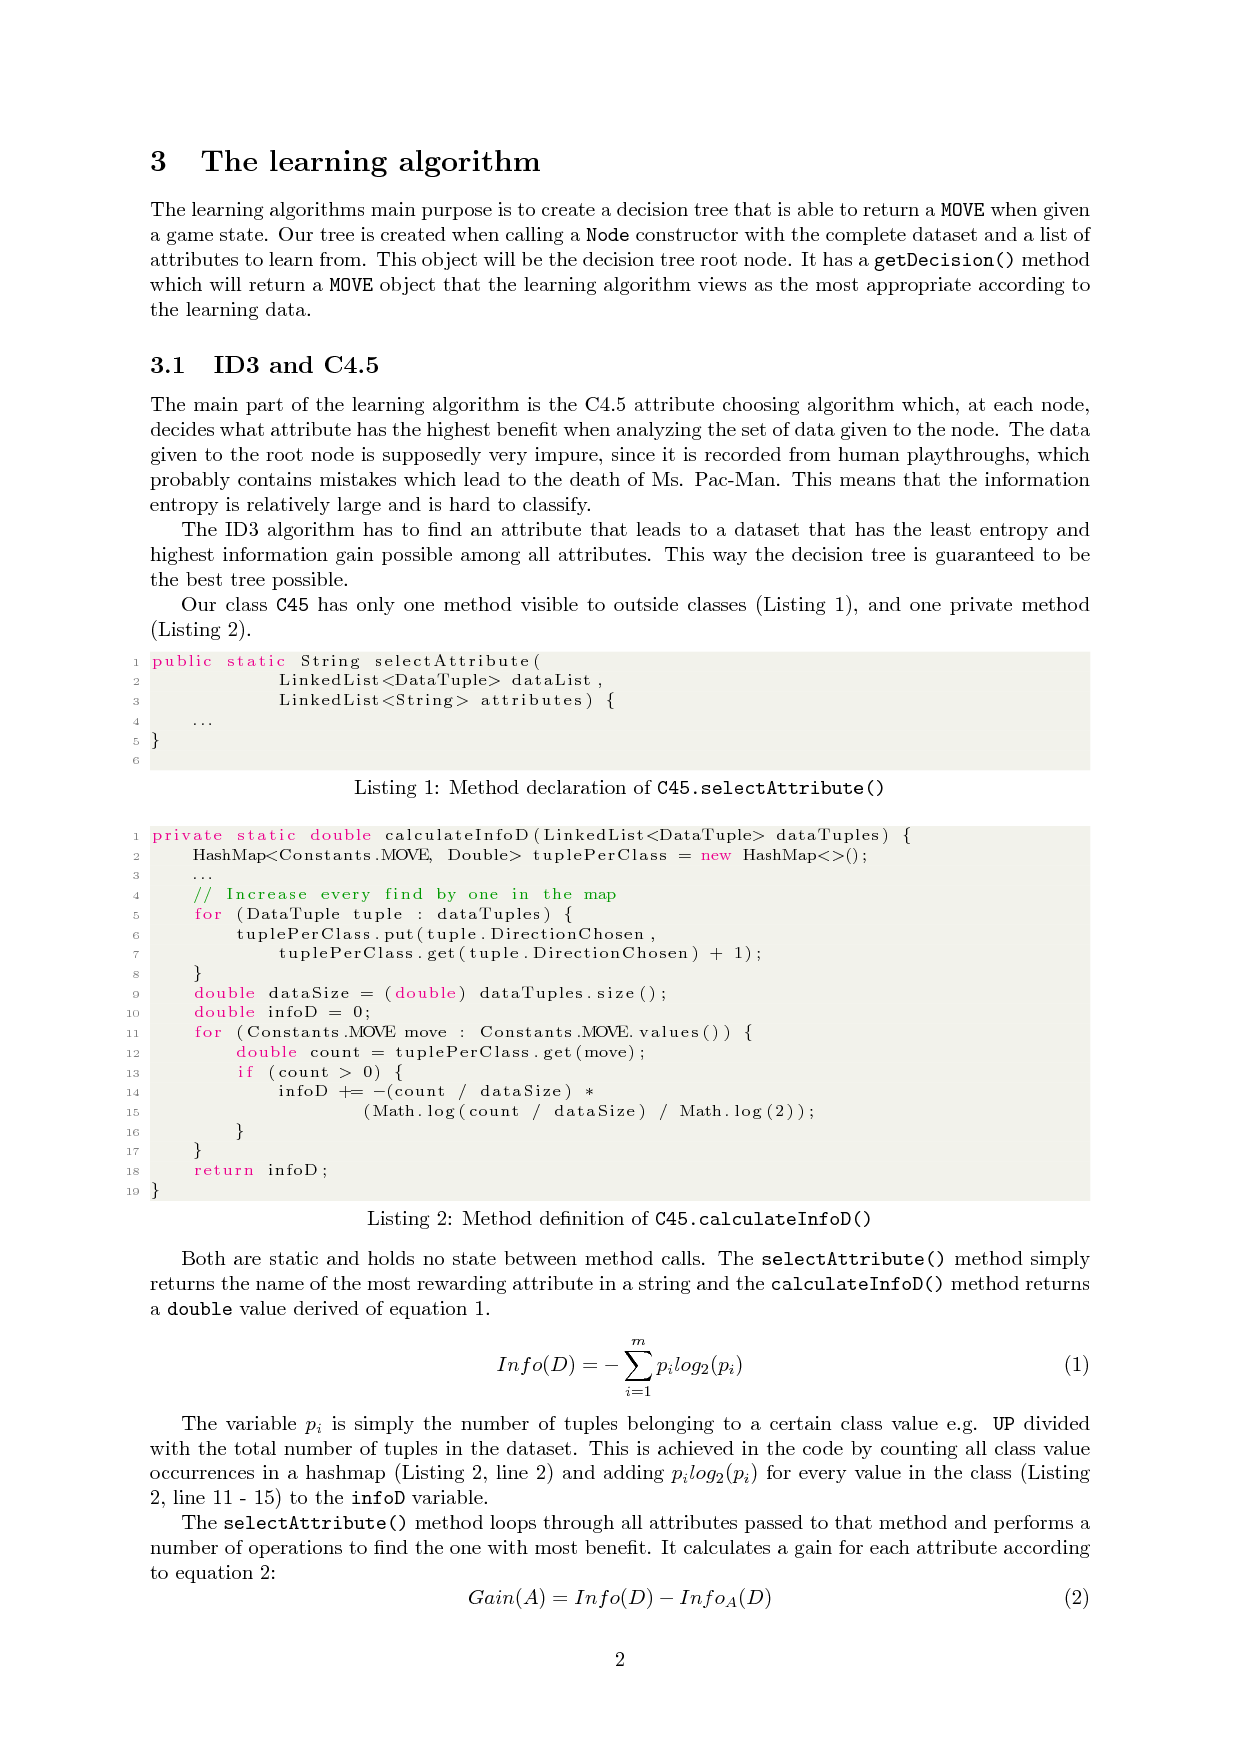 3 The learning algorithm
The learning algorithms main purpose is to create a decision tree that is able to return a MOVE when given
a game state. Our tree is created when calling a Node constructor with the complete dataset and a list of
attributes to learn from. This object will be the decision tree root node. It has a getDecision() method
which will return a MOVE object that the learning algorithm views as the most appropriate according to
the learning data.
3.1 ID3 and C4.5
The main part of the learning algorithm is the C4.5 attribute choosing algorithm which, at each node,
decides what attribute has the highest benefit when analyzing the set of data given to the node. The data
given to the root node is supposedly very impure, since it is recorded from human playthroughs, which
probably contains mistakes which lead to the death of Ms. Pac-Man. This means that the information
entropy is relatively large and is hard to classify.
The ID3 algorithm has to find an attribute that leads to a dataset that has the least entropy and
highest information gain possible among all attributes. This way the decision tree is guaranteed to be
the best tree possible.
Our class C45 has only one method visible to outside classes (Listing 1), and one private method
(Listing 2).
1 public static String selectAttribute(
2 LinkedList<DataTuple> dataList,
3 LinkedList<String> attributes) {
4 ...
5 }
6
Listing 1: Method declaration of C45.selectAttribute()
1 private static double calculateInfoD(LinkedList<DataTuple> dataTuples) {
2 HashMap<Constants.MOVE, Double> tuplePerClass = new HashMap<>();
3 ...
4 // Increase every find by one in the map
5 for (DataTuple tuple : dataTuples) {
6 tuplePerClass.put(tuple.DirectionChosen,
7 tuplePerClass.get(tuple.DirectionChosen) + 1);
8 }
9 double dataSize = (double) dataTuples.size();
10 double infoD = 0;
11 for (Constants.MOVE move : Constants.MOVE.values()) {
12 double count = tuplePerClass.get(move);
13 if (count > 0) {
14 infoD += -(count / dataSize) *
15 (Math.log(count / dataSize) / Math.log(2));
16 }
17 }
18 return infoD;
19 }
Listing 2: Method definition of C45.calculateInfoD()
Both are static and holds no state between method calls. The selectAttribute() method simply
returns the name of the most rewarding attribute in a string and the calculateInfoD() method returns
a double value derived of equation 1.
Info(D) = −∑_{i=1}^{m} p_i log_2(p_i) (1)
The variable p_i is simply the number of tuples belonging to a certain class value e.g. UP divided
with the total number of tuples in the dataset. This is achieved in the code by counting all class value
occurrences in a hashmap (Listing 2, line 2) and adding p_i log_2(p_i) for every value in the class (Listing
2, line 11 - 15) to the infoD variable.
The selectAttribute() method loops through all attributes passed to that method and performs a
number of operations to find the one with most benefit. It calculates a gain for each attribute according
to equation 2:
Gain(A) = Info(D) − Info_A(D) (2)
2